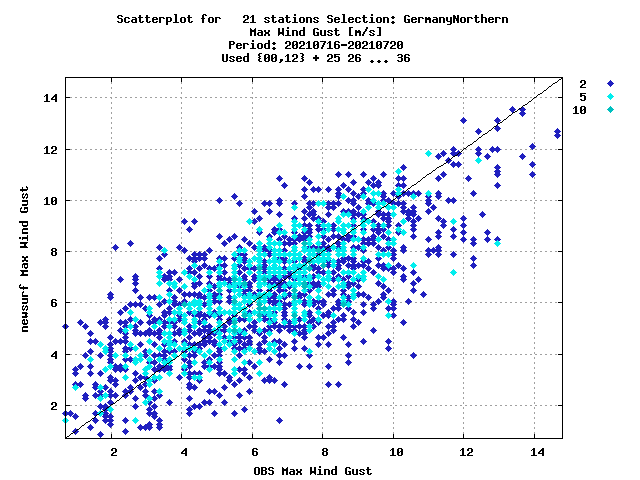 Scatterplot for 21 stations Selection: GermanyNorthern
Max Wind Gust [m/s]
Period: 20210716-20210720
Used {00,12} + 25 26 ... 36
2
5
10
14
12
10
8
6
4
2
newsurf Max Wind Gust
2 4 6 8 10 12 14
OBS Max Wind Gust